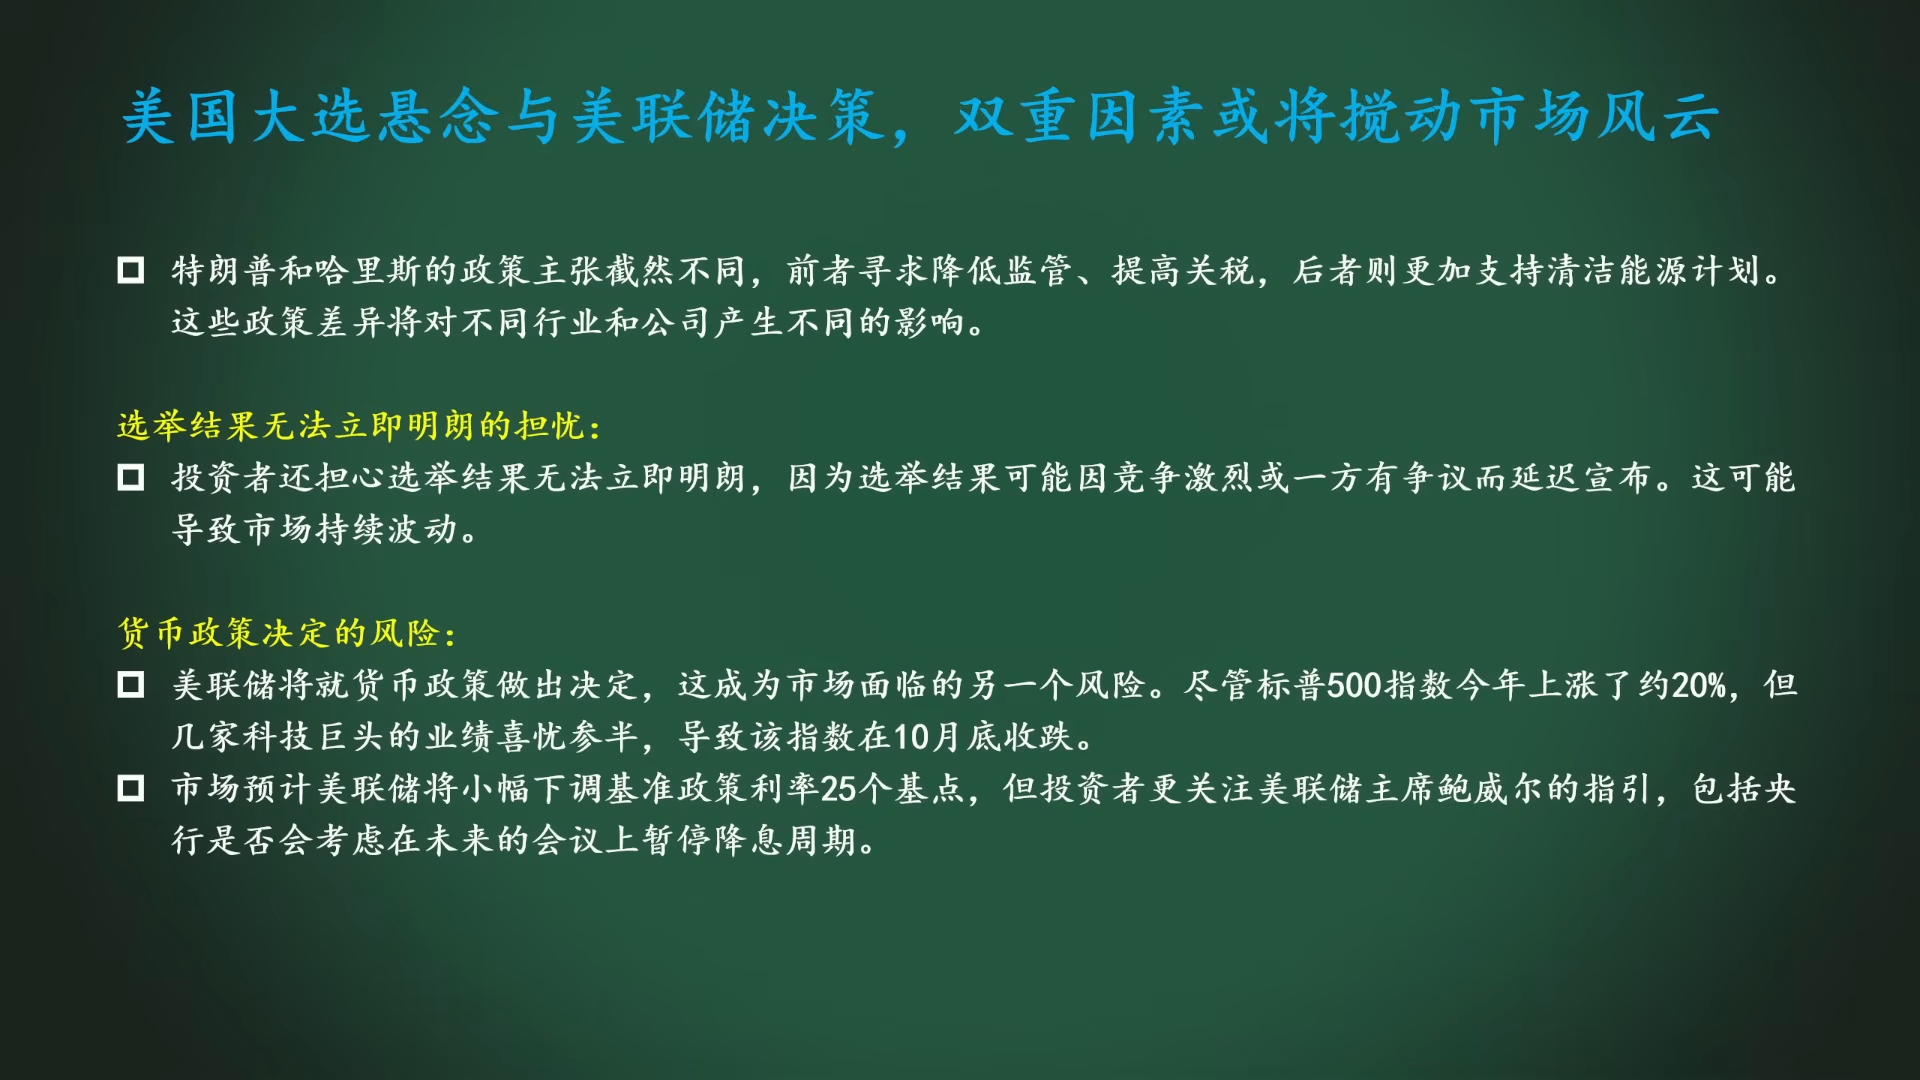 美国大选悬念与美联储决策，双重因素或将搅动市场风云
特朗普和哈里斯的政策主张截然不同，前者寻求降低监管、提高关税，后者则更加支持清洁能源计划。
这些政策差异将对不同行业和公司产生不同的影响。
选举结果无法立即明朗的担忧：
投资者还担心选举结果无法立即明朗，因为选举结果可能因竞争激烈或一方有争议而延迟宣布。这可能
导致市场持续波动。
货币政策决定的风险：
美联储将就货币政策做出决定，这成为市场面临的另一个风险。尽管标普500指数今年上涨了约20%，但
几家科技巨头的业绩喜忧参半，导致该指数在10月底收跌。
市场预计美联储将小幅下调基准政策利率25个基点，但投资者更关注美联储主席鲍威尔的指引，包括央
行是否会考虑在未来的会议上暂停降息周期。